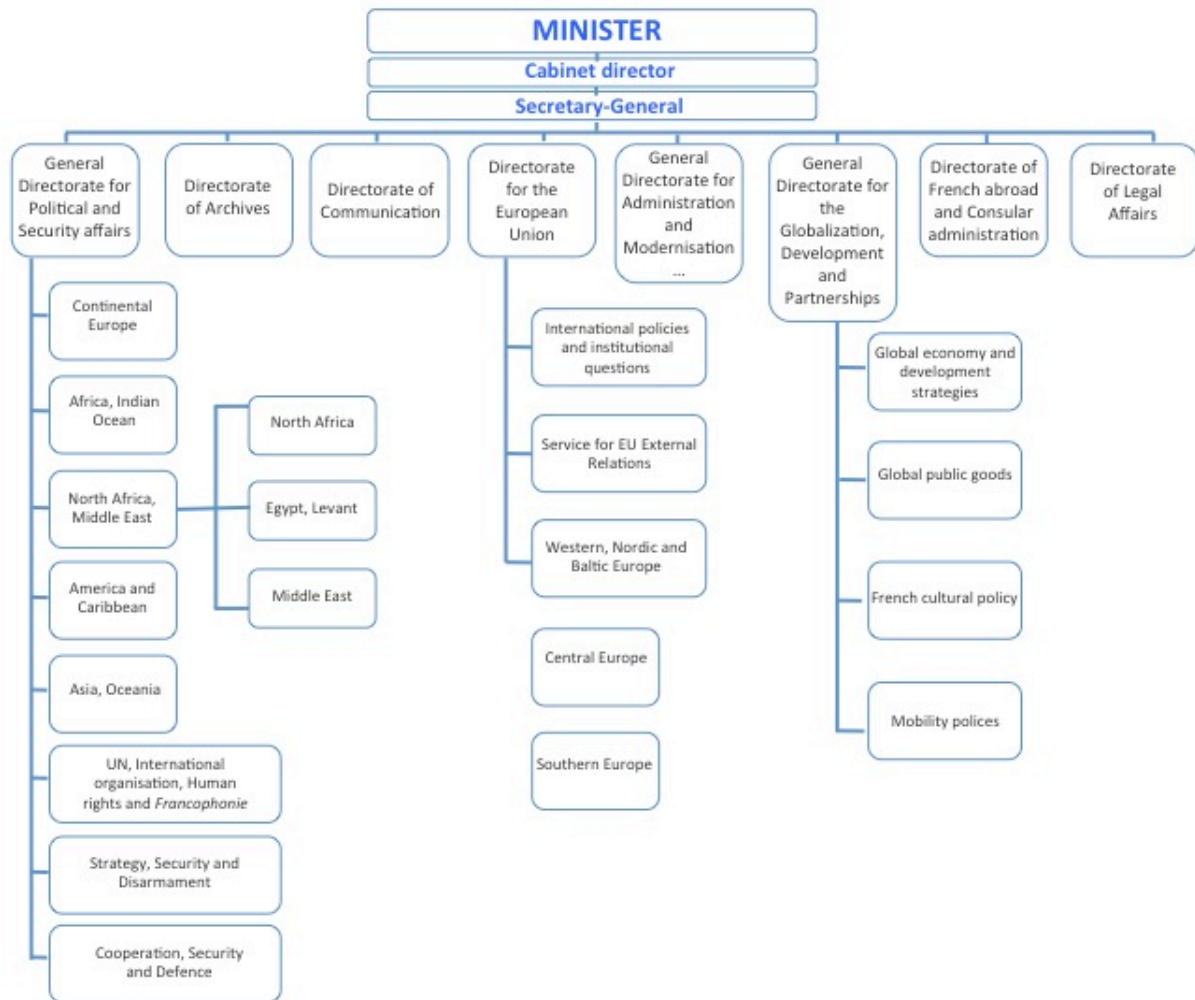 MINISTER
Cabinet director
Secretary-General
General
Directorate for
Political and
Security affairs
Directorate
of Archives
Directorate of
Communication
Directorate
for the
European
Union
General
Directorate for
Administration
and
Modernisation
...
General
Directorate for
the
Globalization,
Development
and
Partnerships
Directorate of
French abroad
and Consular
administration
Directorate
of Legal
Affairs
Continental
Europe
Africa, Indian
Ocean
North Africa,
Middle East
America and
Caribbean
Asia, Oceania
UN, International
organisation, Human
rights and Francophonie
Strategy, Security and
Disarmament
Cooperation, Security
and Defence
North Africa
Egypt, Levant
Middle East
International policies
and institutional
questions
Service for EU External
Relations
Western, Nordic and
Baltic Europe
Central Europe
Southern Europe
Global economy and
development
strategies
Global public goods
French cultural policy
Mobility polices